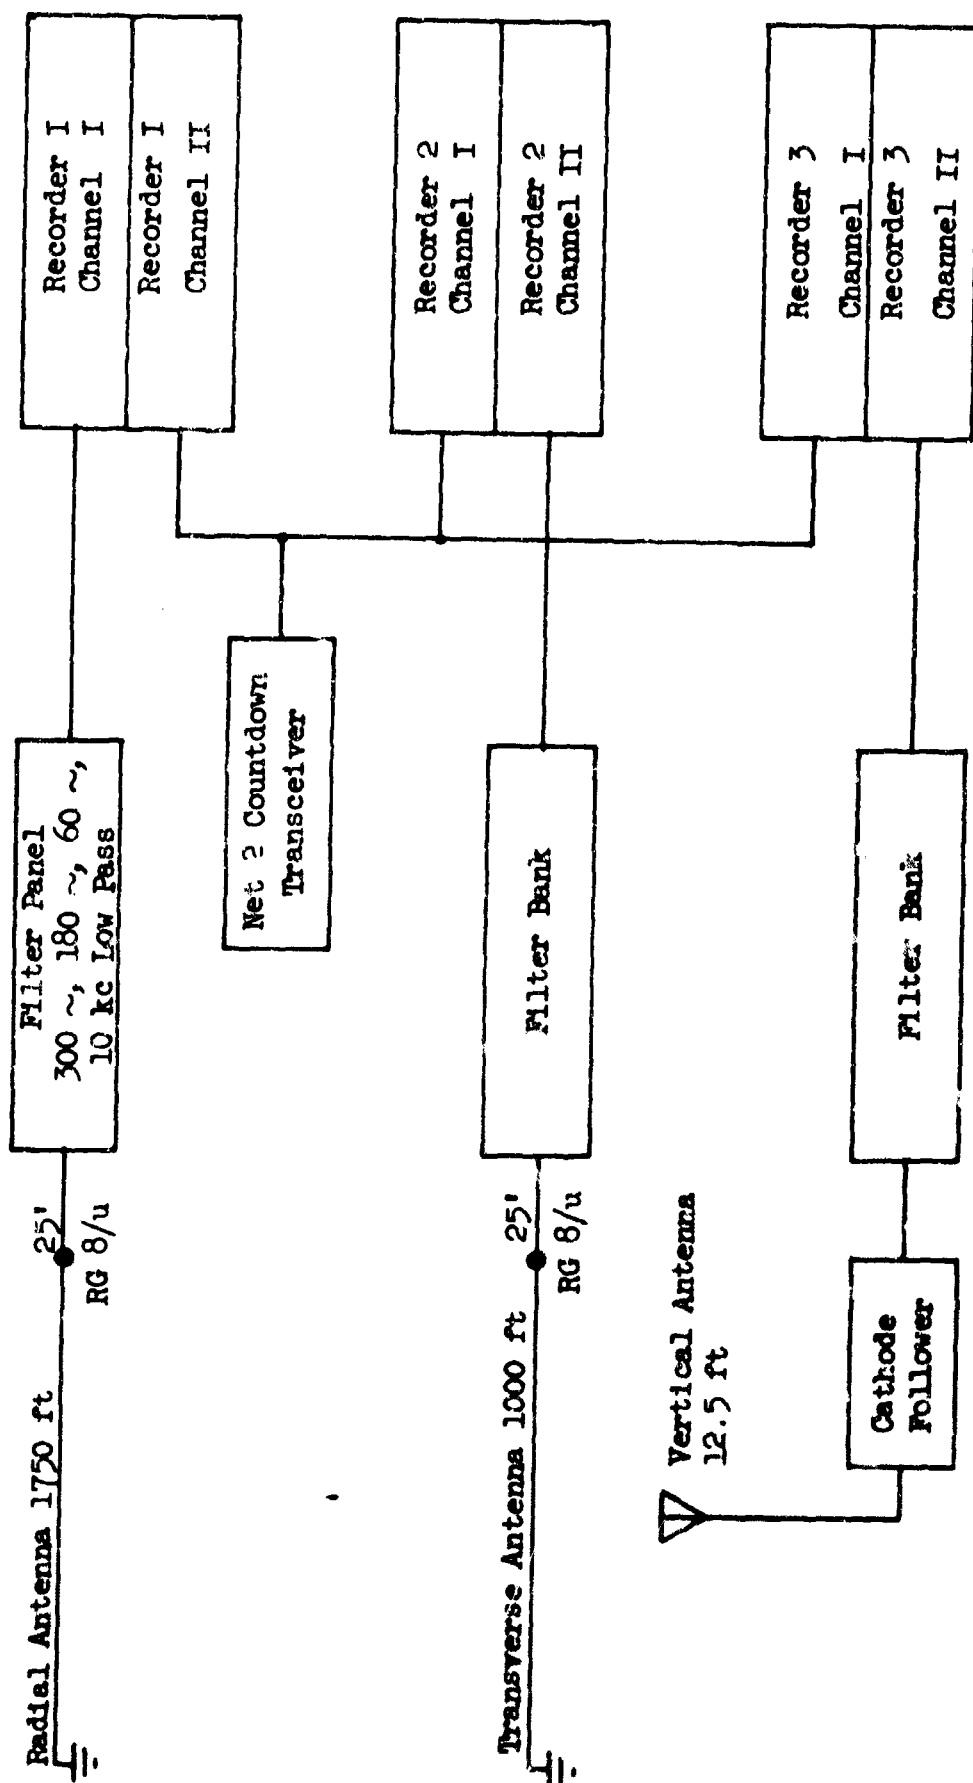 Radial Antenna 1750 ft
25'
RG 8/u
Filter Panel
300 ~, 180 ~, 60 ~,
10 kc Low Pass
Recorder I
Channel I
Recorder I
Channel II
Net 2 Countdown
Transceiver
Transverse Antenna 1000 ft
25'
RG 8/u
Filter Bank
Recorder 2
Channel I
Recorder 2
Channel II
Vertical Antenna
12.5 ft
Cathode
Follower
Filter Bank
Recorder 3
Channel I
Recorder 3
Channel II